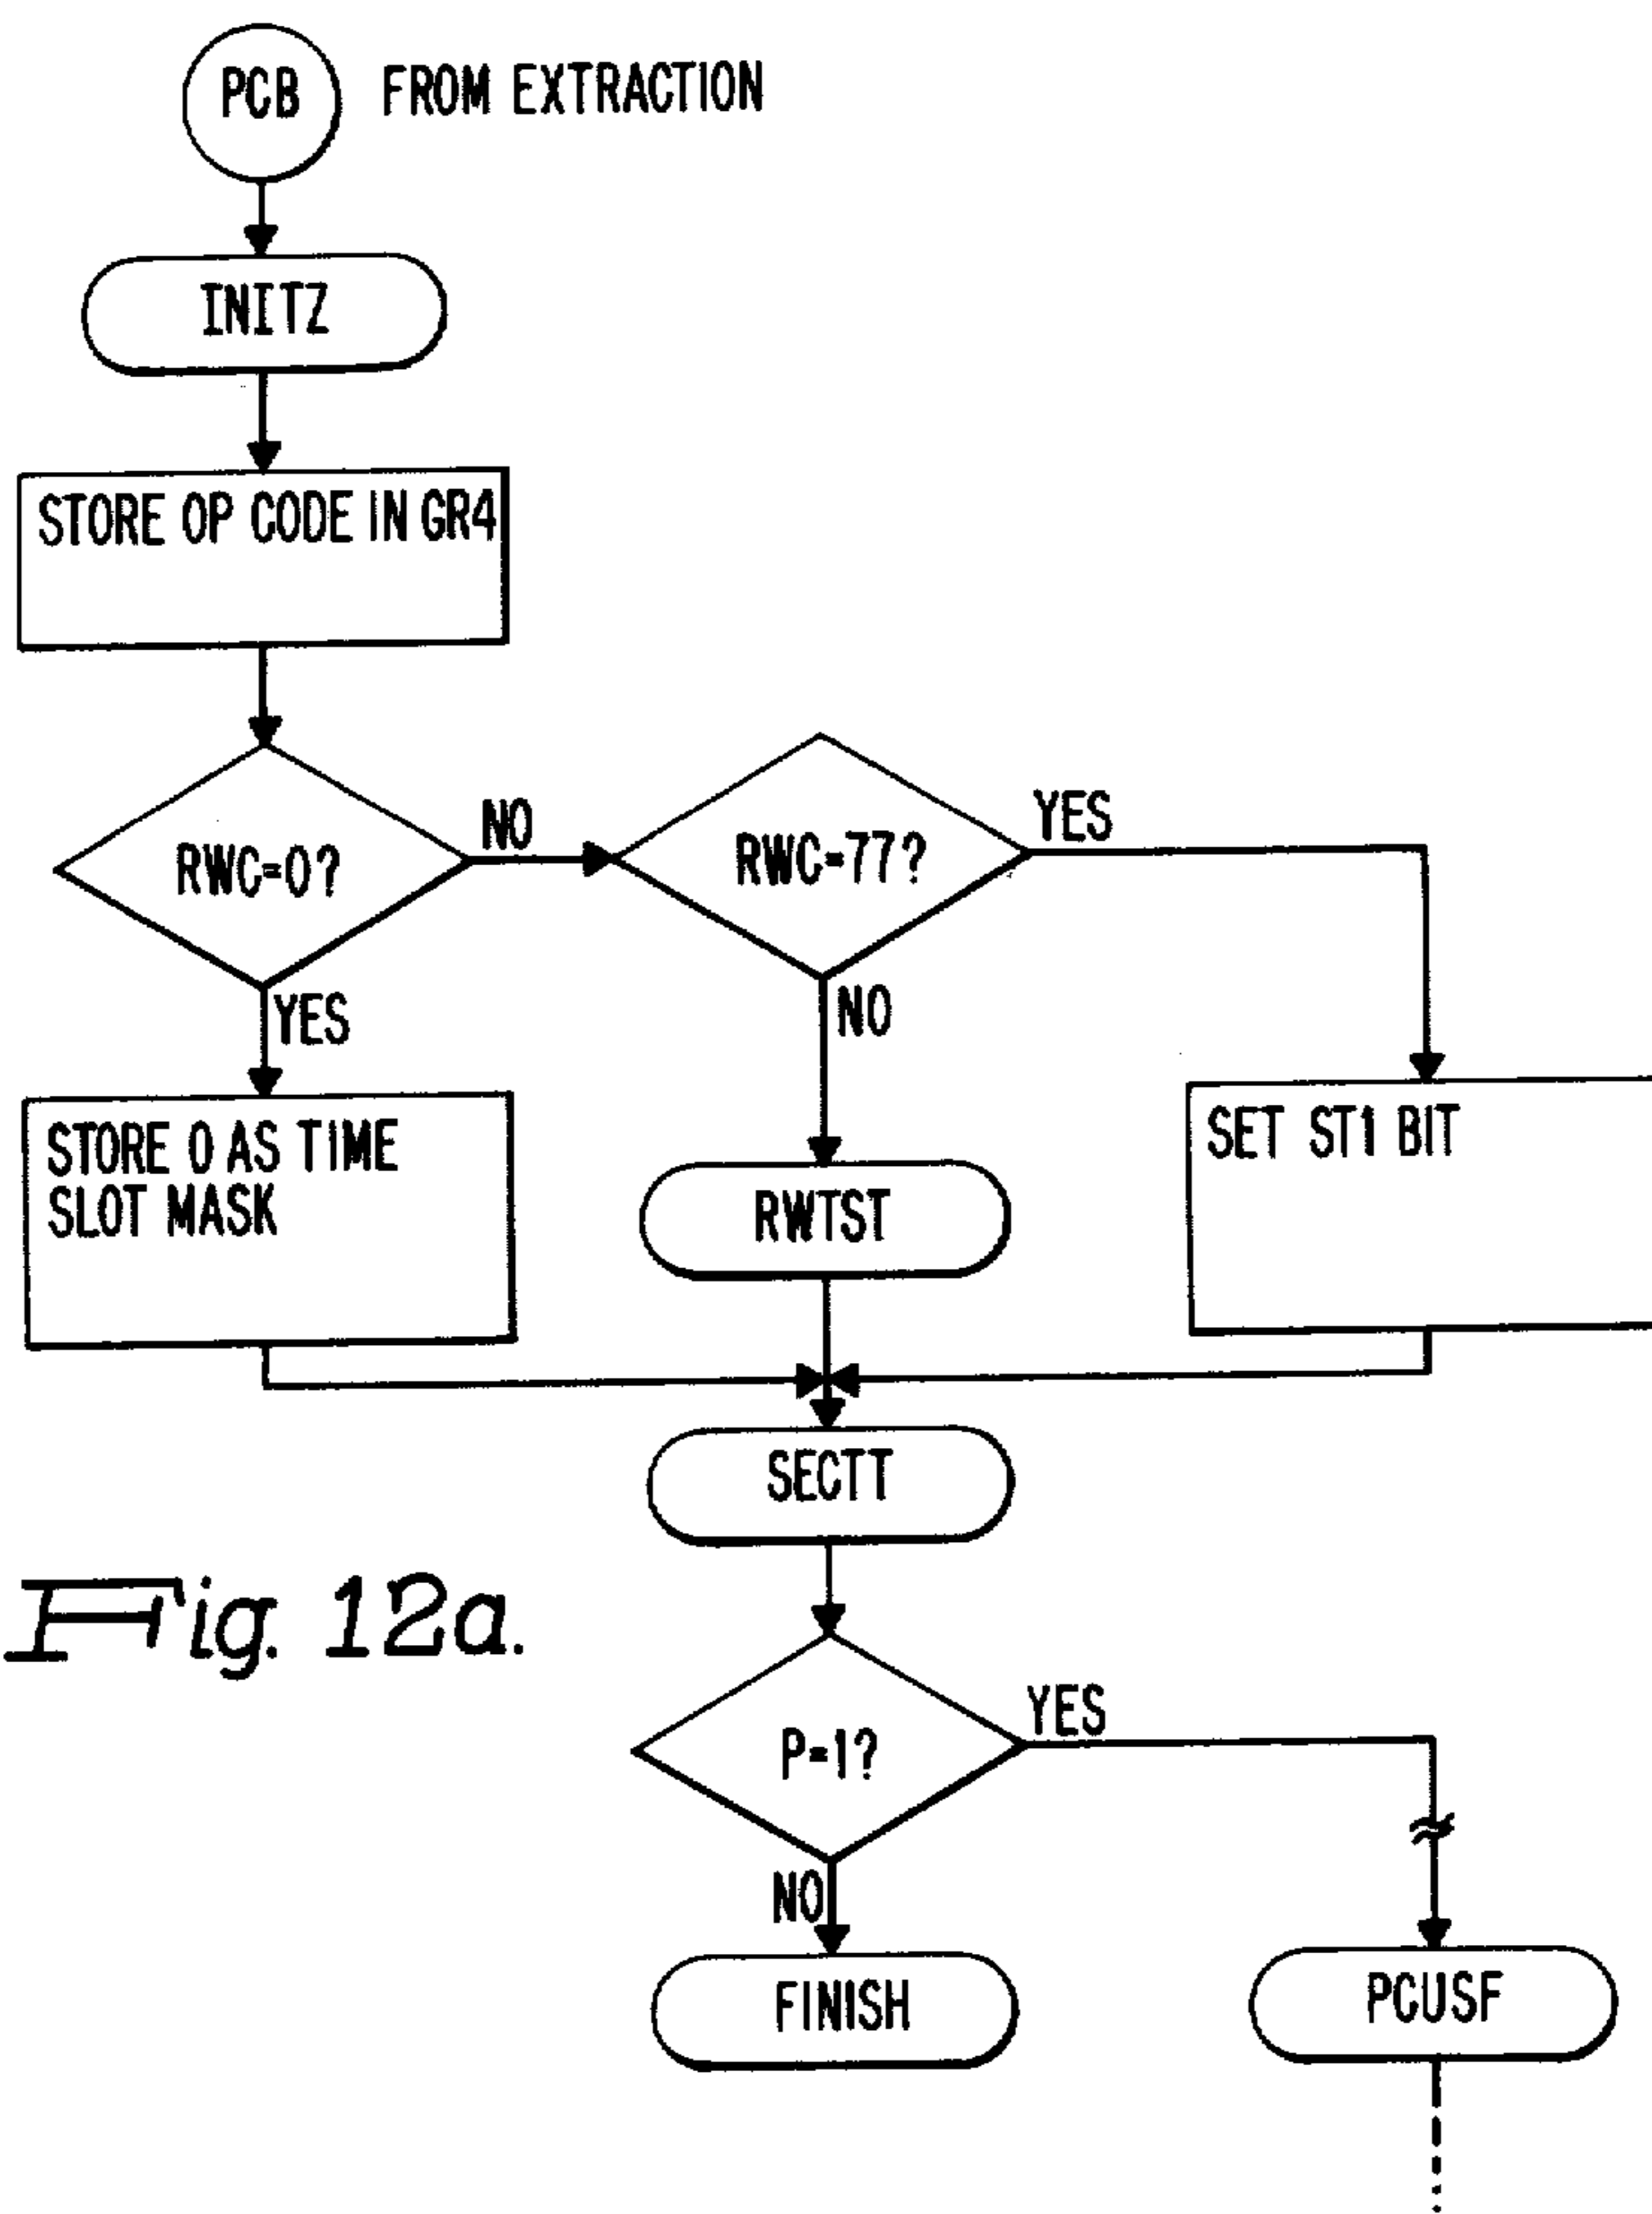 PCB
FROM EXTRACTION
INITZ
STORE OP CODE IN GR4
RWC=0?
NO
RWC=77?
YES
YES
NO
STORE 0 AS TIME
SLOT MASK
RWTST
SET ST1 BIT
SECTT
Fig. 12a.
P=1?
YES
NO
FINISH
PCUSF